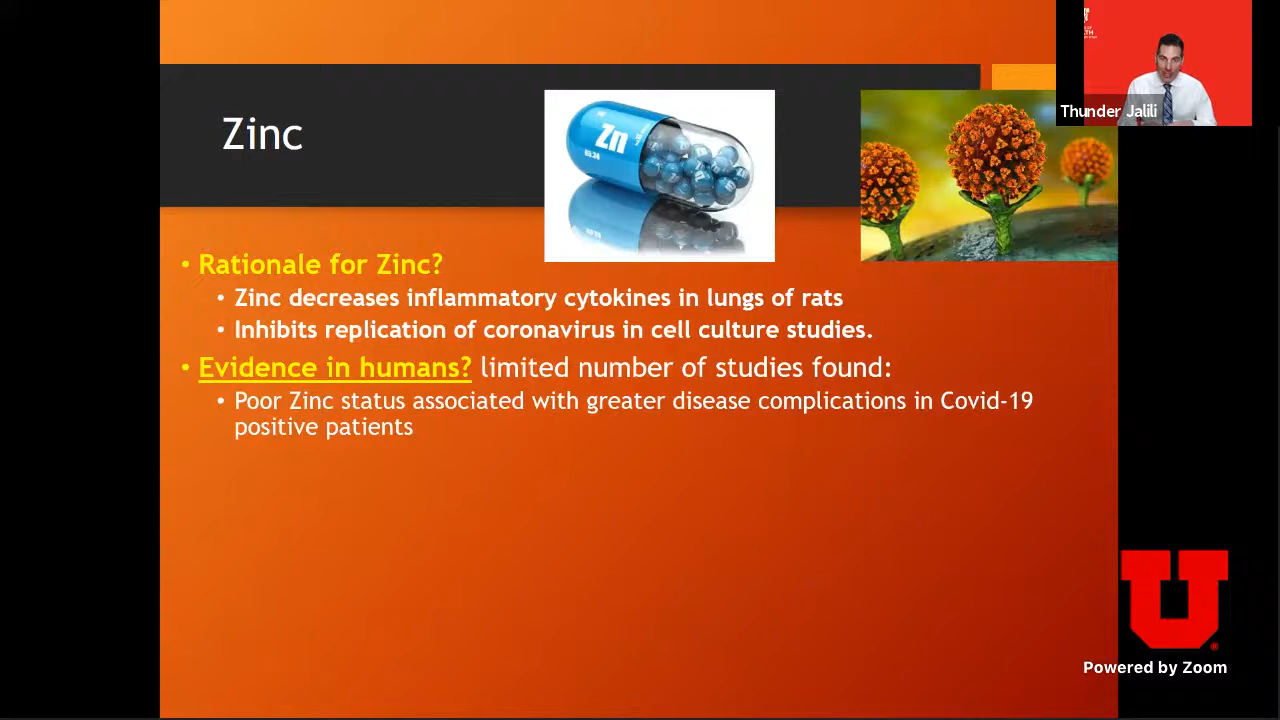 Zinc
Zn
65.38
Thunder Jalili
• Rationale for Zinc?
• Zinc decreases inflammatory cytokines in lungs of rats
• Inhibits replication of coronavirus in cell culture studies.
• Evidence in humans? limited number of studies found:
• Poor Zinc status associated with greater disease complications in Covid-19
positive patients
U
Powered by Zoom